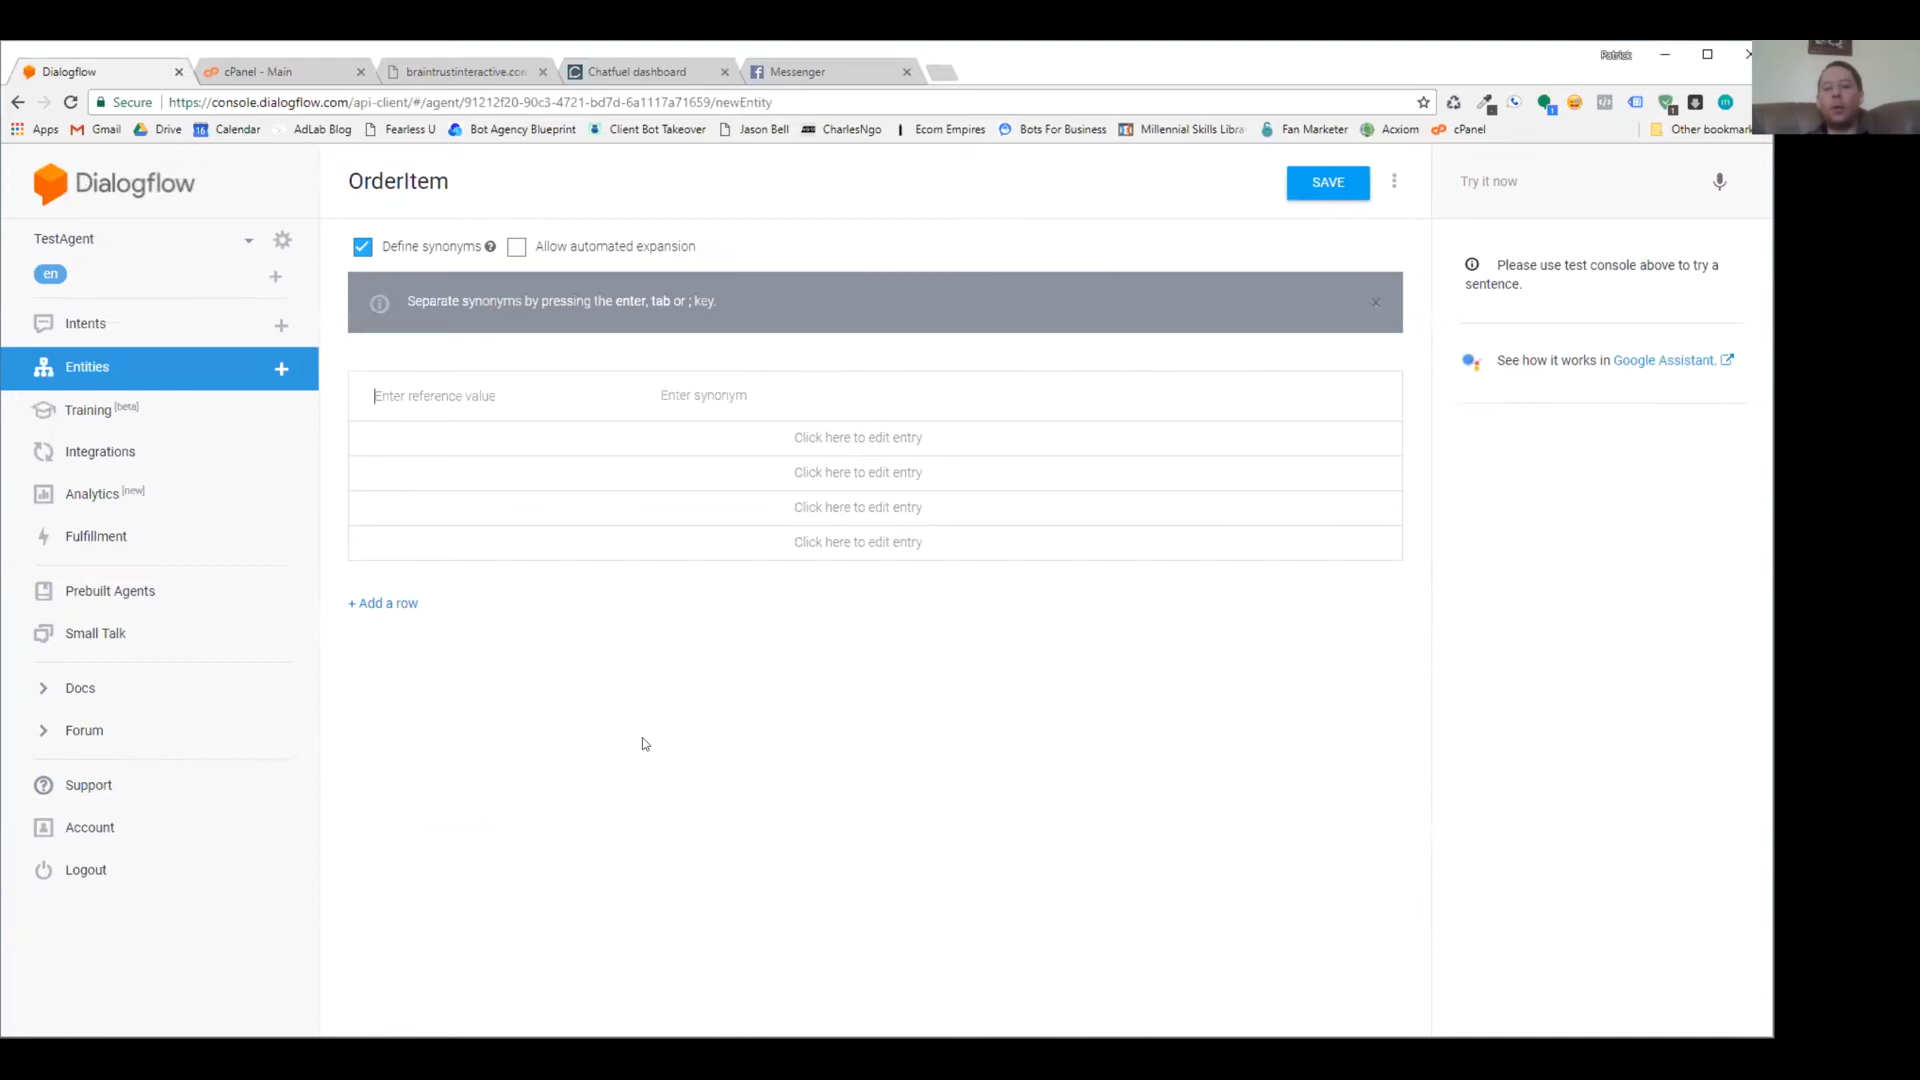 Patrick
Dialogflow
cPanel - Main
braintrustinteractive.con
Chatfuel dashboard
Messenger
Secure
https://console.dialogflow.com/api-client/#/agent/91212f20-90c3-4721-bd7d-6a1117a71659/newEntity
Apps
Gmail
Drive
16
Calendar
AdLab Blog
Fearless U
Bot Agency Blueprint
Client Bot Takeover
Jason Bell
CharlesNgo
Ecom Empires
Bots For Business
Millennial Skills Libra
Fan Marketer
Acxiom
cPanel
Other bookmark
Dialogflow
OrderItem
SAVE
Try it now
TestAgent
en
Define synonyms
Allow automated expansion
Separate synonyms by pressing the enter, tab or ; key.
Please use test console above to try a
sentence.
Intents
Entities
Training [beta]
Integrations
Analytics [new]
Fulfillment
Prebuilt Agents
Small Talk
Docs
Forum
Support
Account
Logout
See how it works in Google Assistant.
Enter reference value
Enter synonym
Click here to edit entry
Click here to edit entry
Click here to edit entry
Click here to edit entry
+ Add a row